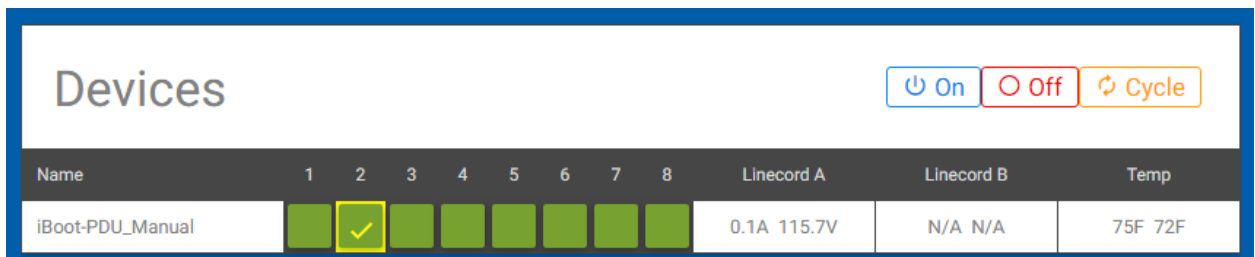 Devices
On Off Cycle
Name 1 2 3 4 5 6 7 8 Linecord A Linecord B Temp
iBoot-PDU_Manual 0.1A 115.7V N/A N/A 75F 72F